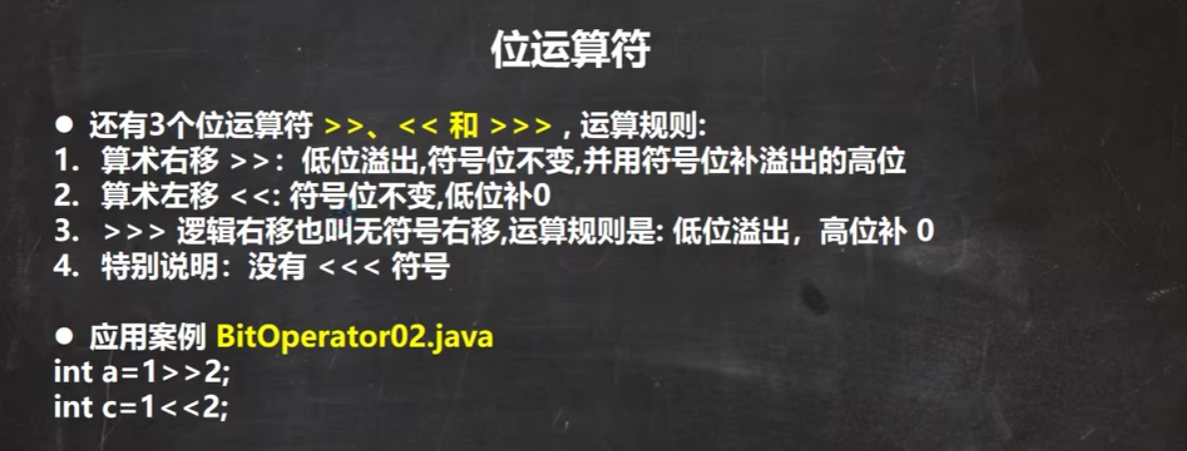 位运算符
● 还有3个位运算符 >>、<< 和 >>> , 运算规则:
1. 算术右移 >>：低位溢出,符号位不变,并用符号位补溢出的高位
2. 算术左移 <<: 符号位不变,低位补0
3. >>> 逻辑右移也叫无符号右移,运算规则是: 低位溢出，高位补 0
4. 特别说明：没有 <<< 符号
● 应用案例 BitOperator02.java
int a=1>>2;
int c=1<<2;